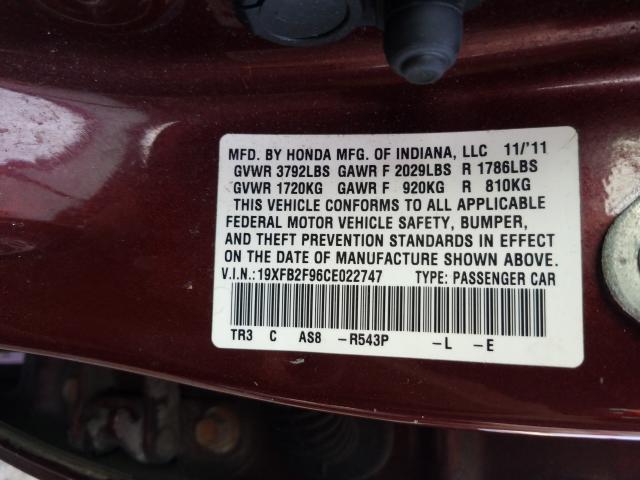 MFD. BY HONDA MFG. OF INDIANA, LLC 11/'11
GVWR 3792LBS GAWR F 2029LBS R 1786LBS
GVWR 1720KG GAWR F 920KG R 810KG
THIS VEHICLE CONFORMS TO ALL APPLICABLE
FEDERAL MOTOR VEHICLE SAFETY, BUMPER,
AND THEFT PREVENTION STANDARDS IN EFFECT
ON THE DATE OF MANUFACTURE SHOWN ABOVE.
V.I.N.:19XFB2F96CE022747 TYPE: PASSENGER CAR
TR3 C AS8 -R543P -L -E